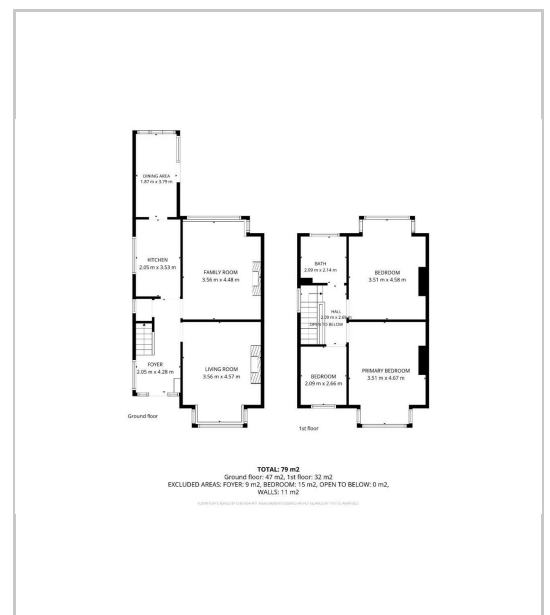 DINING AREA
1.87 m x 3.79 m
KITCHEN
2.05 m x 3.53 m
FAMILY ROOM
3.56 m x 4.48 m
FOYER
2.05 m x 4.28 m
LIVING ROOM
3.56 m x 4.57 m
Ground floor
BATH
2.09 m x 2.14 m
BEDROOM
3.51 m x 4.58 m
HALL
OPEN TO BELOW
BEDROOM
2.09 m x 2.66 m
PRIMARY BEDROOM
3.51 m x 4.67 m
1st floor
TOTAL: 79 m2
Ground floor: 47 m2, 1st floor: 32 m2
EXCLUDED AREAS: FOYER: 9 m2, BEDROOM: 15 m2, OPEN TO BELOW: 0 m2,
WALLS: 11 m2